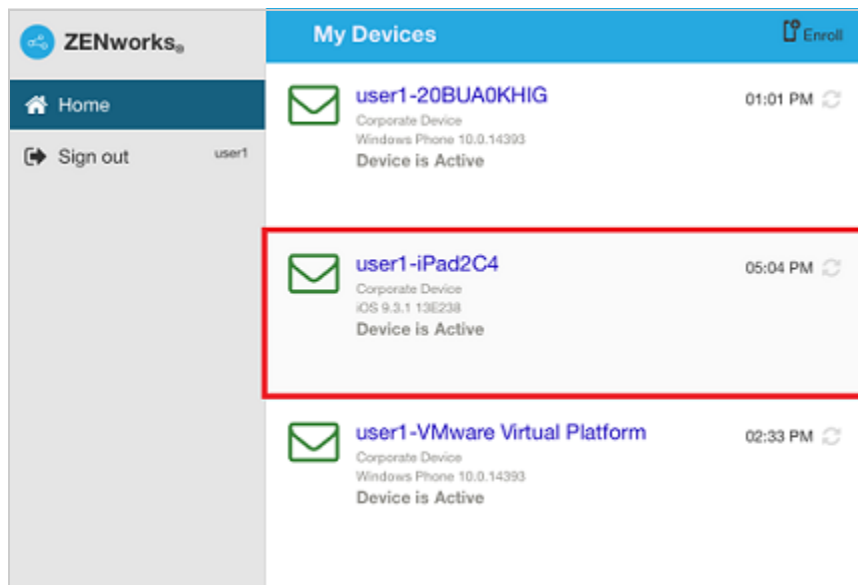 ZENworks®
My Devices
Enroll
Home
Sign out
user1
user1-20BUA0KHIG
01:01 PM
Corporate Device
Windows Phone 10.0.14393
Device is Active
user1-iPad2C4
05:04 PM
Corporate Device
iOS 9.3.1 13E238
Device is Active
user1-VMware Virtual Platform
02:33 PM
Corporate Device
Windows Phone 10.0.14393
Device is Active